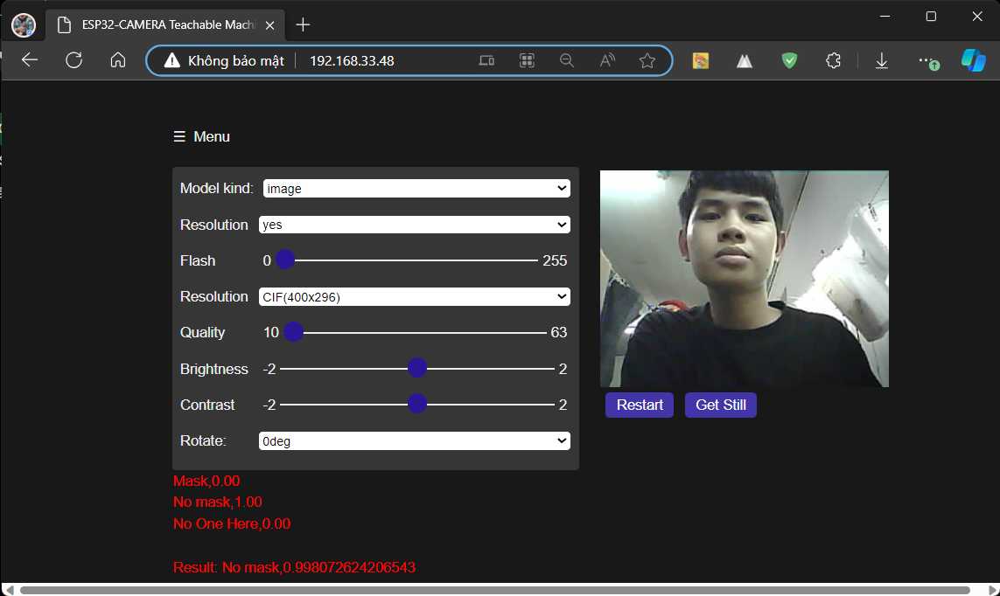 ESP32-CAMERA Teachable Machi
Không bảo mật 192.168.33.48
☰ Menu
Model kind: image
Resolution yes
Flash 0 255
Resolution CIF(400x296)
Quality 10 63
Brightness -2 2
Contrast -2 2
Rotate: 0deg
Restart Get Still
Mask,0.00
No mask,1.00
No One Here,0.00
Result: No mask,0.998072624206543